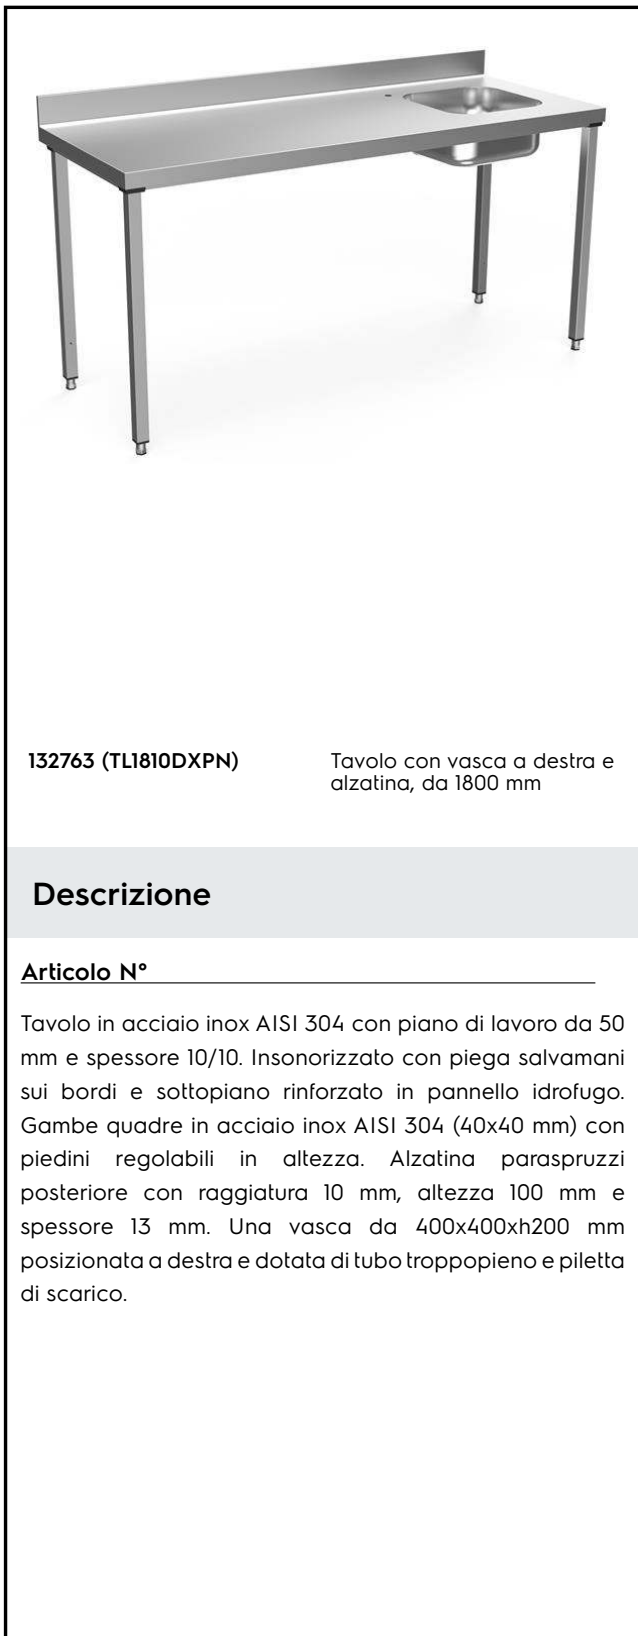 132763 (TL1810DXPN)
Tavolo con vasca a destra e
alzatina, da 1800 mm
Descrizione
Articolo N°
Tavolo in acciaio inox AISI 304 con piano di lavoro da 50
mm e spessore 10/10. Insonorizzato con piega salvamani
sui bordi e sottopiano rinforzato in pannello idrofugo.
Gambe quadre in acciaio inox AISI 304 (40x40 mm) con
piedini regolabili in altezza. Alzatina paraspruzzi
posteriore con raggiatura 10 mm, altezza 100 mm e
spessore 13 mm. Una vasca da 400x400xh200 mm
posizionata a destra e dotata di tubo troppopieno e piletta
di scarico.